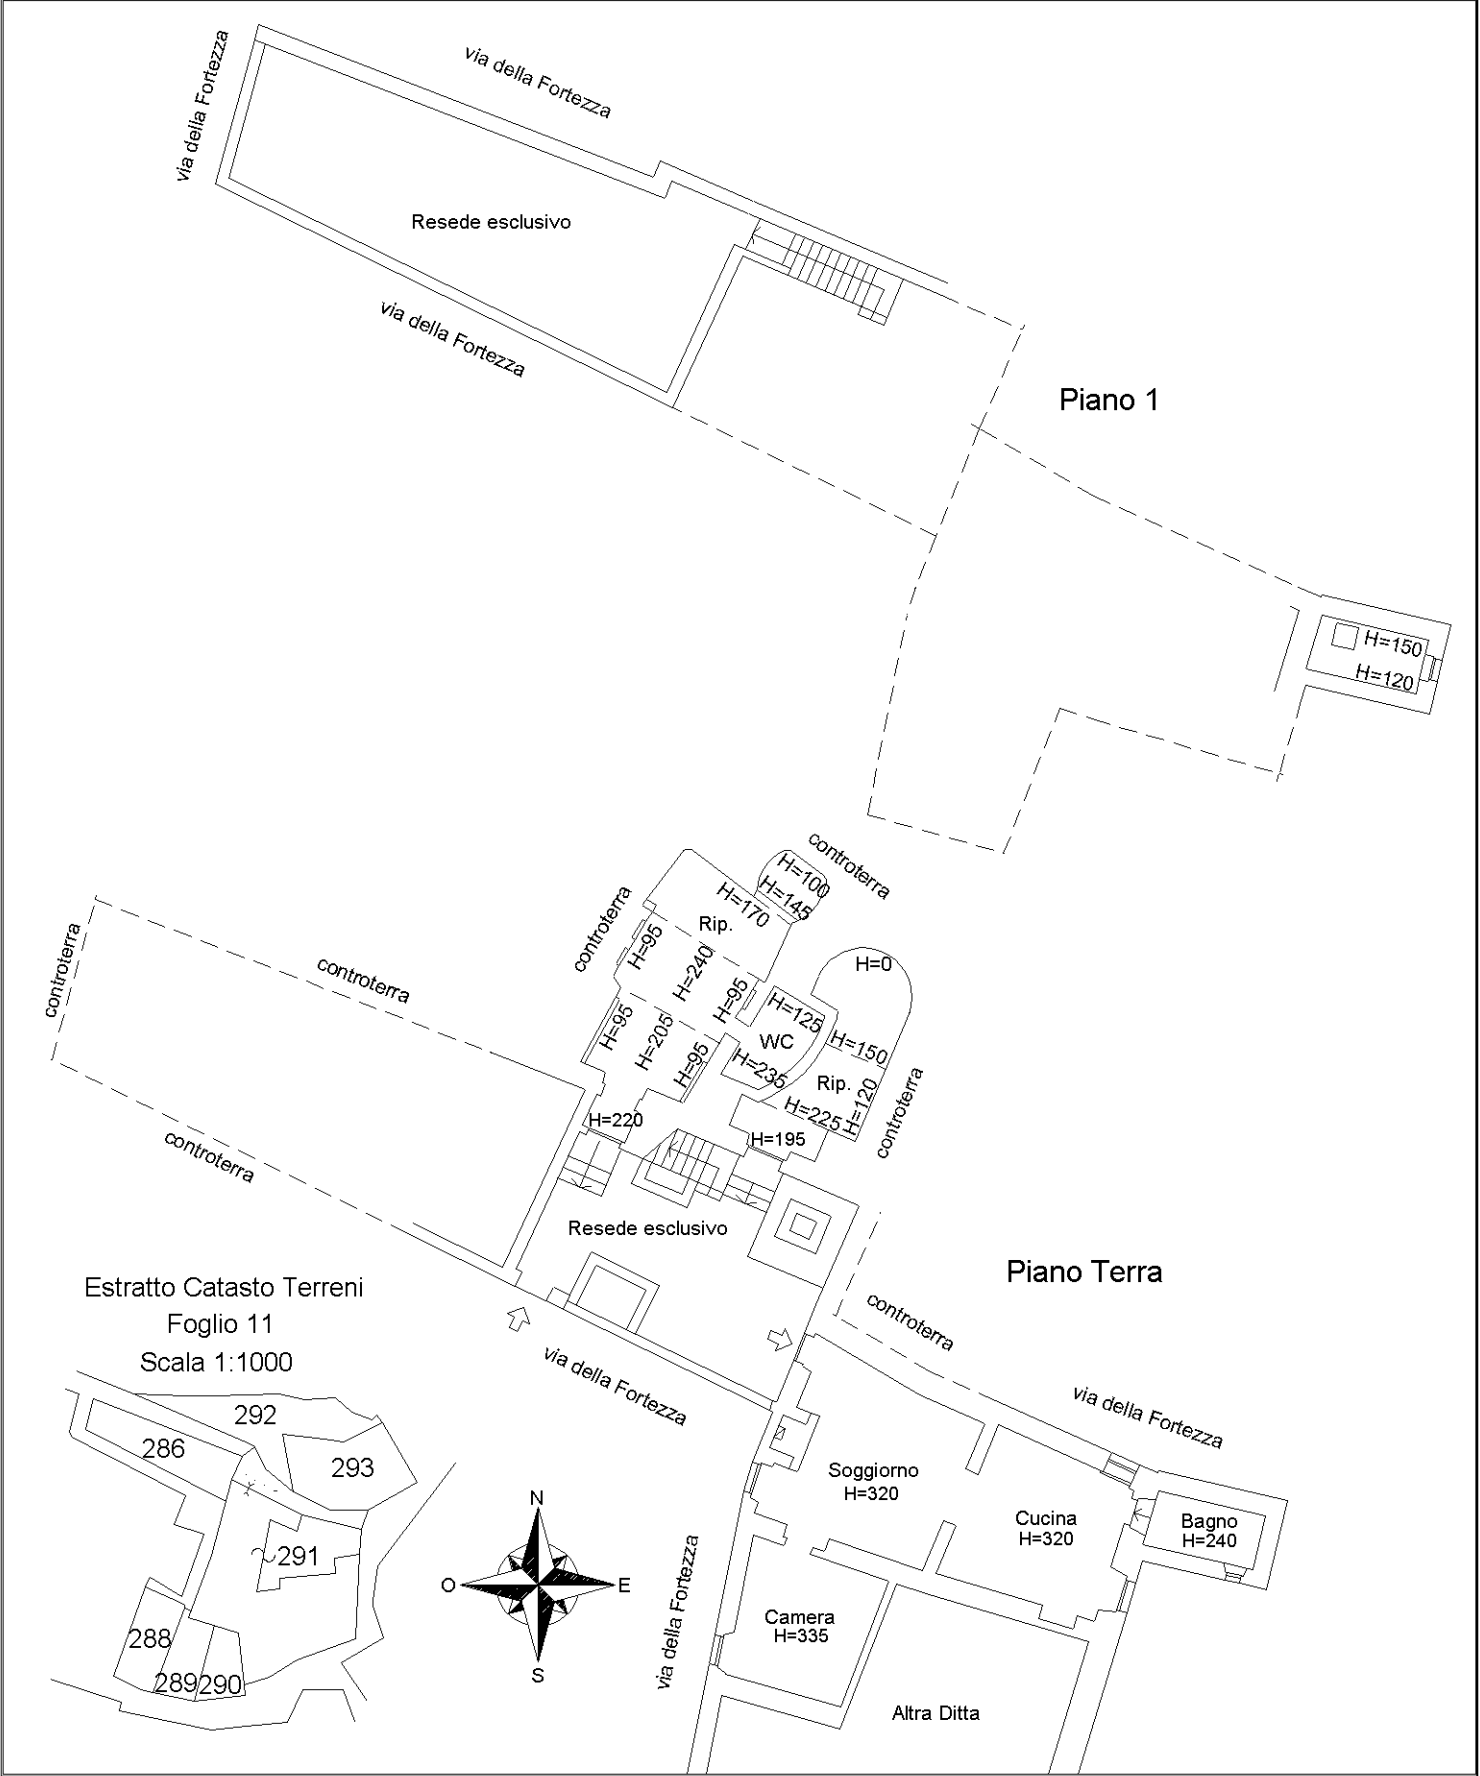 via della Fortezza
via della Fortezza
Resede esclusivo
via della Fortezza
Piano 1
H=150
H=120
controterra
controterra
H=100
H=145
H=170
Rip.
H=95
H=240
H=95
H=0
controterra
controterra
H=125
H=95
H=205
H=95
WC
H=235
H=150
Rip.
H=120
H=225
controterra
H=220
H=195
controterra
Resede esclusivo
Piano Terra
controterra
via della Fortezza
via della Fortezza
Estratto Catasto Terreni
Foglio 11
Scala 1:1000
292
286
293
291
288
289
290
N
O
E
S
via della Fortezza
Soggiorno
H=320
Cucina
H=320
Bagno
H=240
Camera
H=335
Altra Ditta